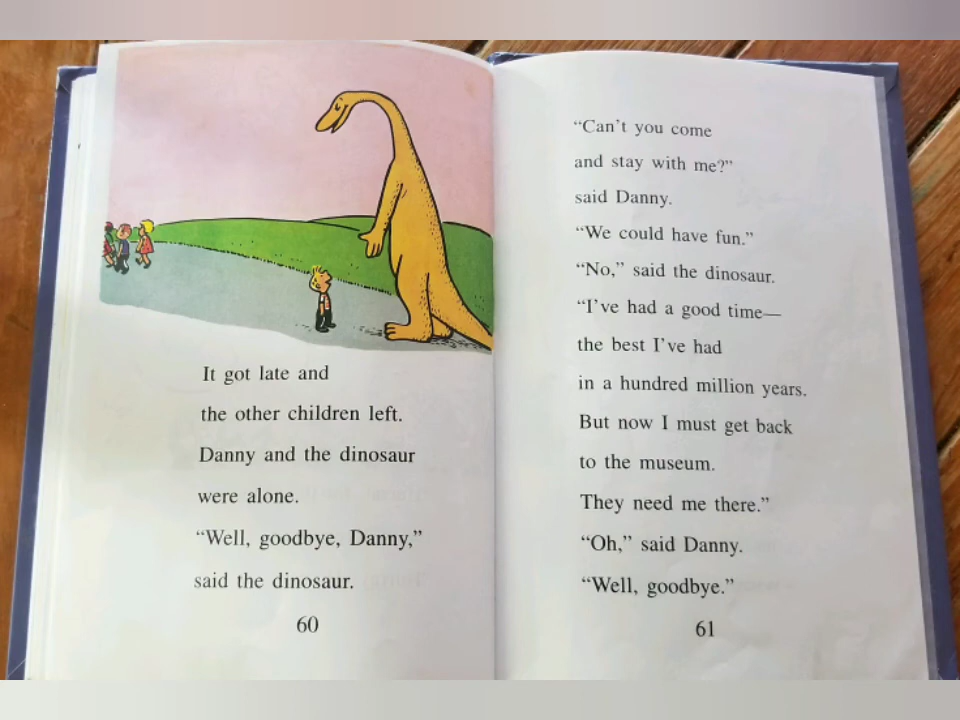 It got late and
the other children left.
Danny and the dinosaur
were alone.
“Well, goodbye, Danny,”
said the dinosaur.
60
“Can’t you come
and stay with me?”
said Danny.
“We could have fun.”
“No,” said the dinosaur.
“I’ve had a good time—
the best I’ve had
in a hundred million years.
But now I must get back
to the museum.
They need me there.”
“Oh,” said Danny.
“Well, goodbye.”
61